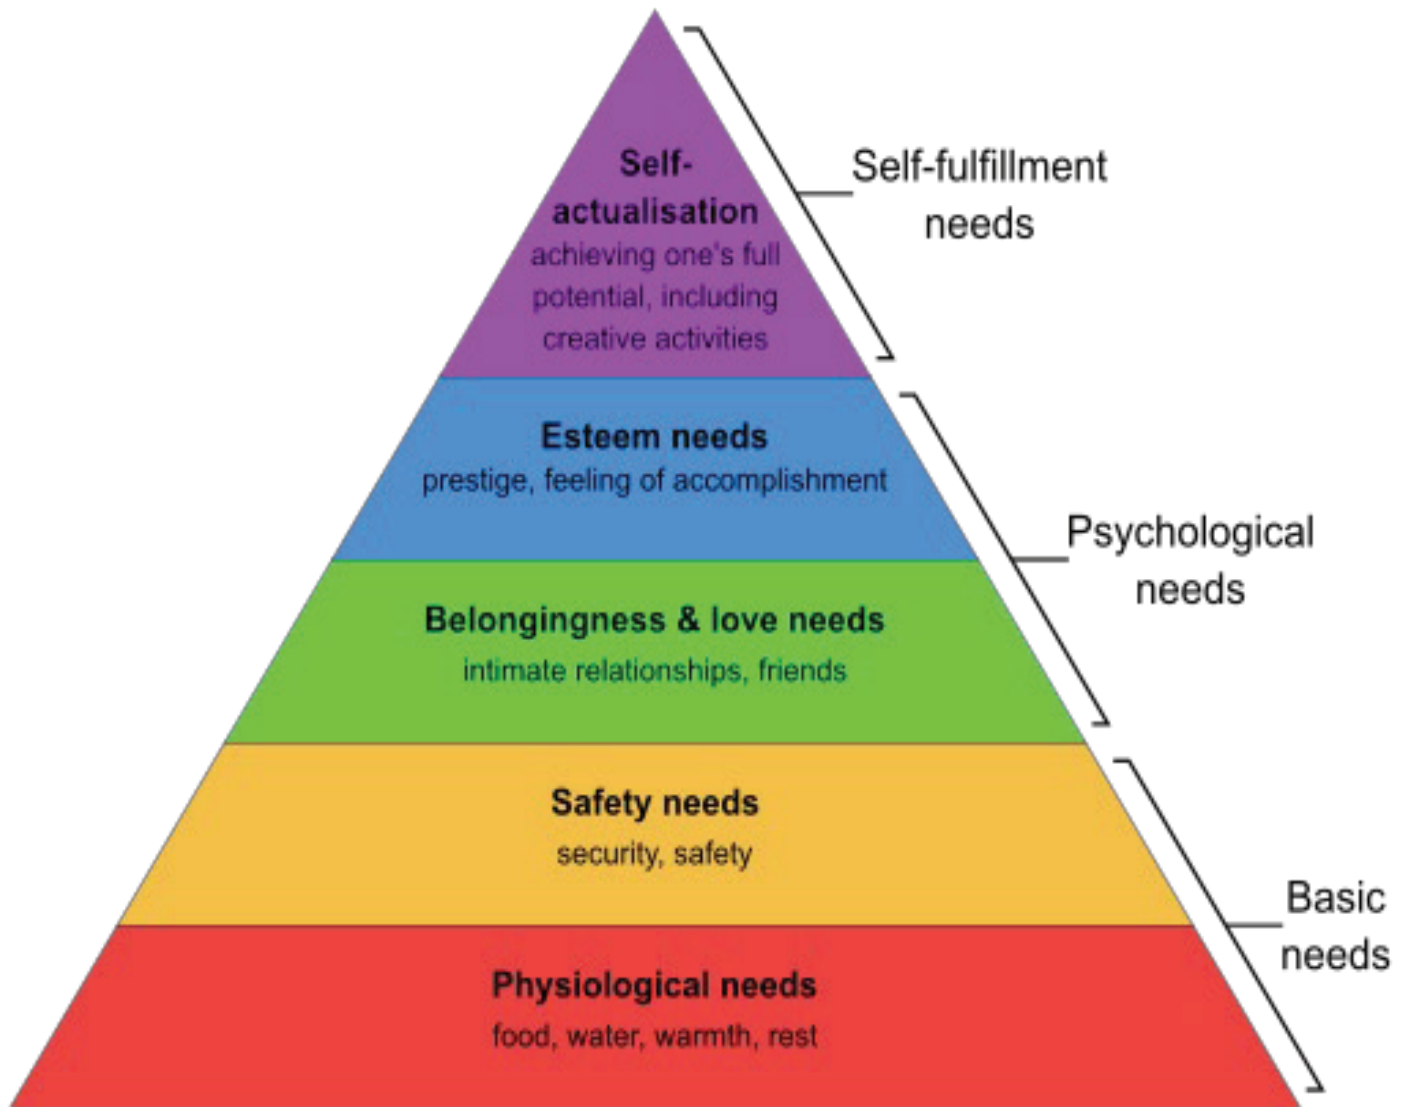 Self-
actualisation
achieving one's full
potential, including
creative activities
Self-fulfillment
needs
Esteem needs
prestige, feeling of accomplishment
Psychological
needs
Belongingness & love needs
intimate relationships, friends
Safety needs
security, safety
Basic
needs
Physiological needs
food, water, warmth, rest